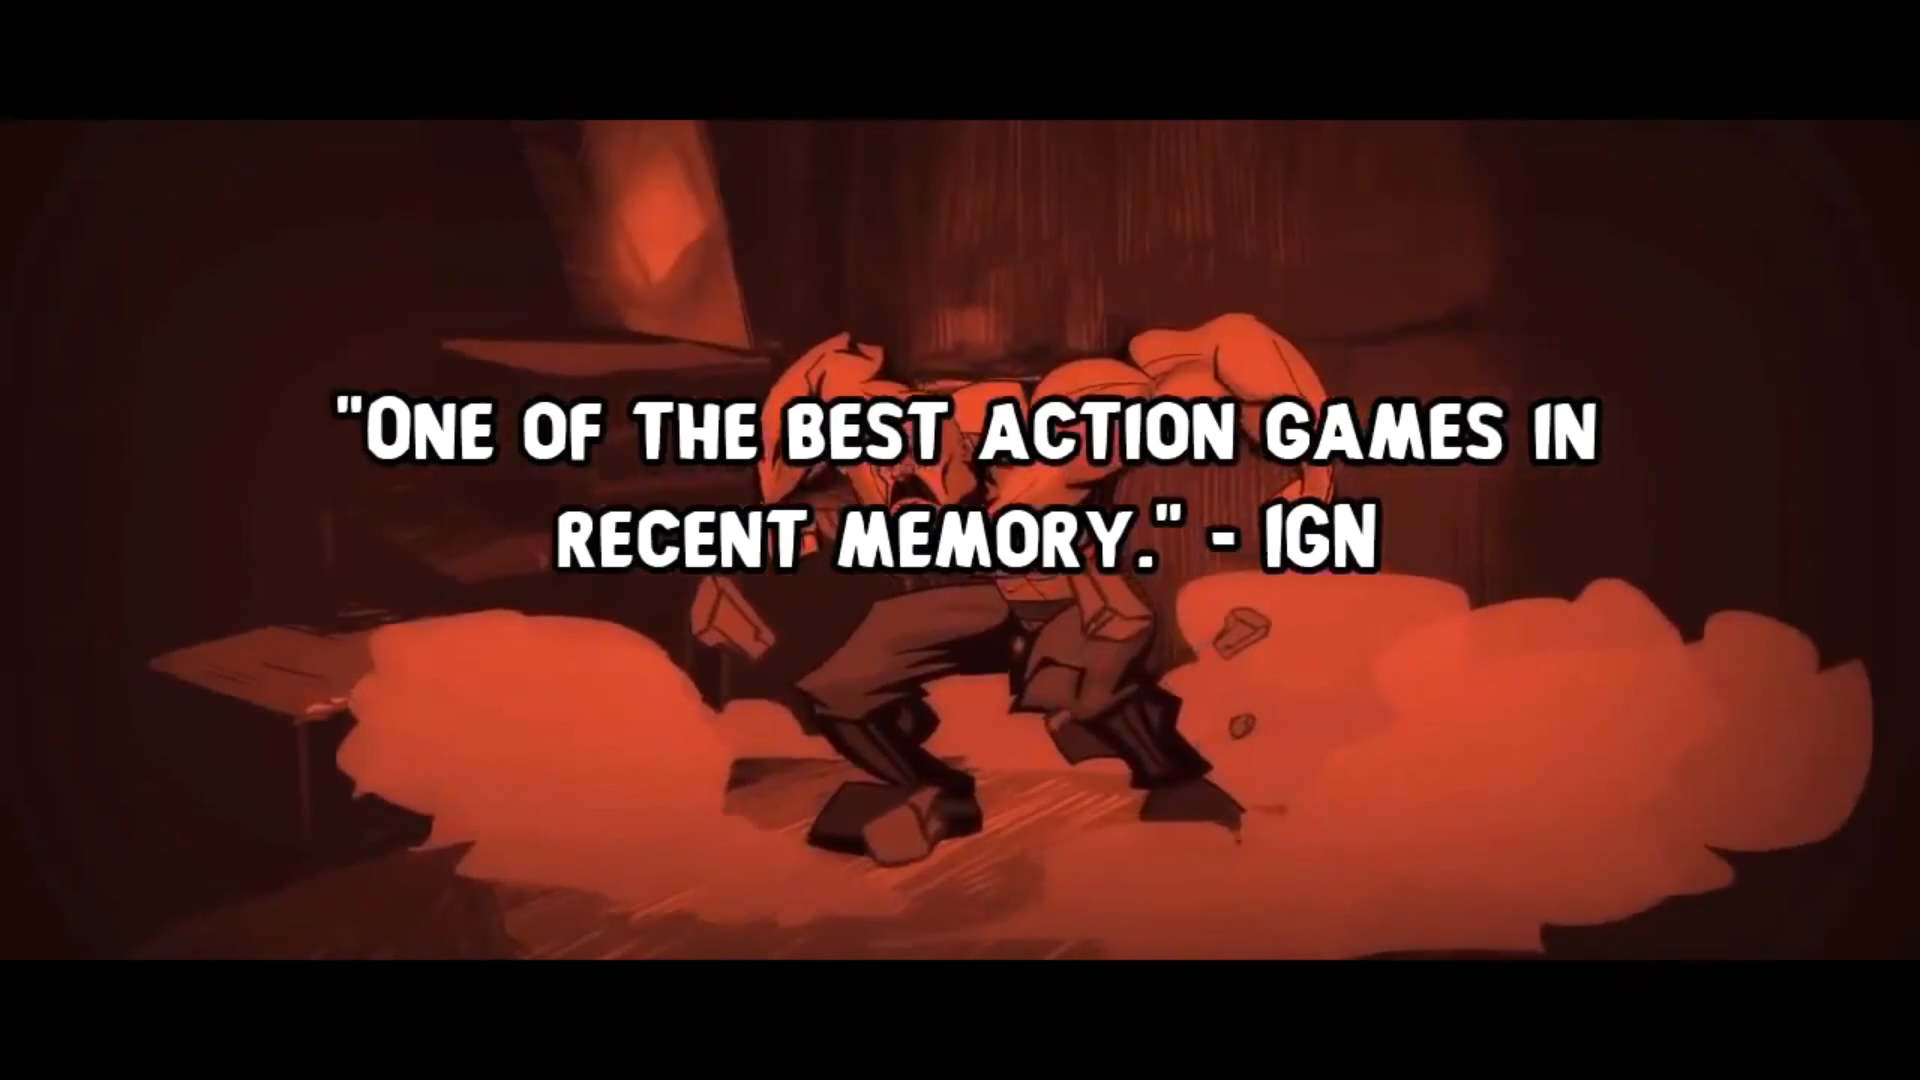 "One of the best action games in
recent memory." - IGN